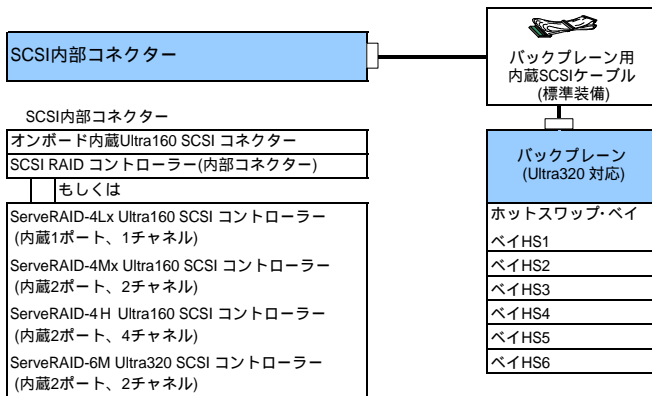 SCSI内部コネクター
バックプレーン用
内蔵SCSIケーブル
(標準装備)
SCSI内部コネクター
オンボード内蔵Ultra160 SCSI コネクター
SCSI RAID コントローラー(内部コネクター)
もしくは
ServeRAID-4Lx Ultra160 SCSI コントローラー
(内蔵1ポート、1チャネル)
ServeRAID-4Mx Ultra160 SCSI コントローラー
(内蔵2ポート、2チャネル)
ServeRAID-4H Ultra160 SCSI コントローラー
(内蔵2ポート、4チャネル)
ServeRAID-6M Ultra320 SCSI コントローラー
(内蔵2ポート、2チャネル)
バックプレーン
(Ultra320 対応)
ホットスワップ・ベイ
ベイHS1
ベイHS2
ベイHS3
ベイHS4
ベイHS5
ベイHS6